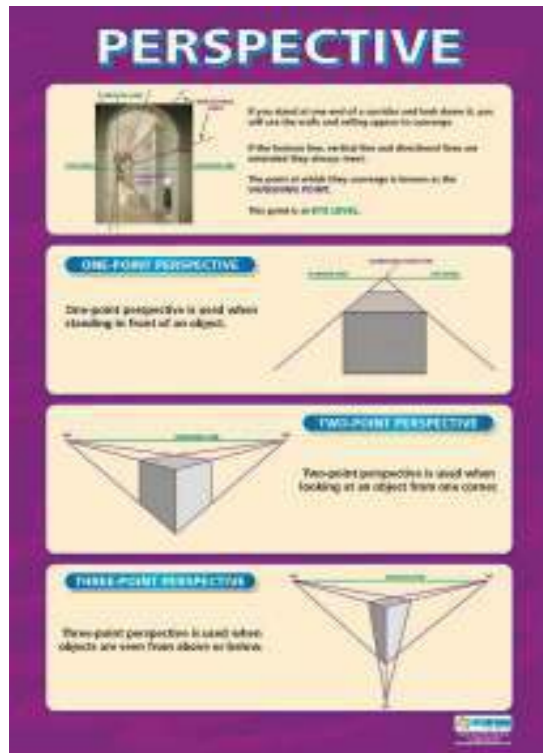 PERSPECTIVE
If you stand at one end of a corridor and look down it, you
will see the walls and ceiling appear to converge.
If the horizon line, vertical line and directional lines are
extended they always meet.
The point at which they converge is known as the
VANISHING POINT.
This point is at EYE LEVEL.
ONE-POINT PERSPECTIVE
One-point perspective is used when
standing in front of an object.
TWO-POINT PERSPECTIVE
Two-point perspective is used when
looking at an object from one corner.
THREE-POINT PERSPECTIVE
Three-point perspective is used when
objects are seen from above or below.